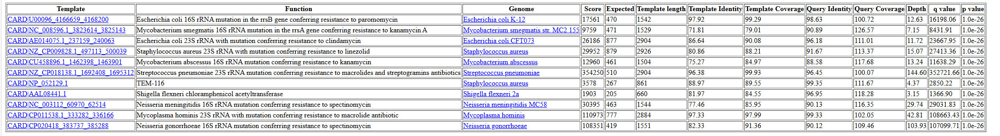 Template Function Genome Score Expected Template length Template Identity Template Coverage Query Identity Query Coverage Depth q value p value
CARD|U00096_4166659_4168200 Escherichia coli 16S rRNA mutation in the rrsB gene conferring resistance to paromomycin Escherichia coli K-12 17561 470 1542 97.92 99.29 98.63 100.72 12.63 16198.06 1.0e-26
CARD|NC_008596.1_3823614_3825143 Mycobacterium smegmatis 16S rRNA mutation in the rrsA gene conferring resistance to kanamycin A Mycobacterium smegmatis str. MC2 155 9759 471 1529 71.81 79.01 90.89 126.57 7.15 8431.91 1.0e-26
CARD|AE014075.1_237159_240063 Escherichia coli 23S rRNA with mutation conferring resistance to clindamycin Escherichia coli CFT073 26186 877 2904 86.64 90.08 96.18 111.01 11.72 23667.95 1.0e-26
CARD|NZ_CP009828.1_497113_500039 Staphylococcus aureus 23S rRNA with mutation conferring resistance to linezolid Staphylococcus aureus 29952 879 2926 80.86 88.21 91.67 113.37 15.07 27413.36 1.0e-26
CARD|CU458896.1_1462398_1463901 Mycobacterium abscessus 16S rRNA mutation conferring resistance to kanamycin Mycobacterium abscessus 12960 461 1504 75.27 84.97 88.58 117.68 13.24 11638.29 1.0e-26
CARD|NZ_CP018138.1_1692408_1695312 Streptococcus pneumoniae 23S rRNA mutation conferring resistance to macrolides and streptogramins antibiotics Streptococcus pneumoniae 354250 510 2904 96.38 99.93 96.45 100.07 144.60 352721.66 1.0e-26
CARD|NP_052129.1 TEM-116 Staphylococcus aureus 3578 267 861 88.97 89.55 99.35 111.67 4.37 2850.22 1.0e-26
CARD|AAL08441.1 Shigella flexneri chloramphenicol acetyltransferase Shigella flexneri 2a 1903 205 660 81.97 84.55 96.95 118.28 3.15 1366.90 1.0e-26
CARD|NC_003112_60970_62514 Neisseria meningitidis 16S rRNA mutation conferring resistance to spectinomycin Neisseria meningitidis MC58 30395 463 1544 77.46 85.95 90.13 116.35 29.74 29031.83 1.0e-26
CARD|CP011538.1_333282_336166 Mycoplasma hominis 23S rRNA with mutation conferring resistance to macrolide antibiotic Mycoplasma hominis 110973 777 2884 97.33 97.99 99.33 102.05 42.81 108663.43 1.0e-26
CARD|CP020418_383737_385288 Neisseria gonorrhoeae 16S rRNA mutation conferring resistance to spectinomycin Neisseria gonorrhoeae 108351 419 1551 82.33 91.36 90.12 109.46 103.93 107099.71 1.0e-26